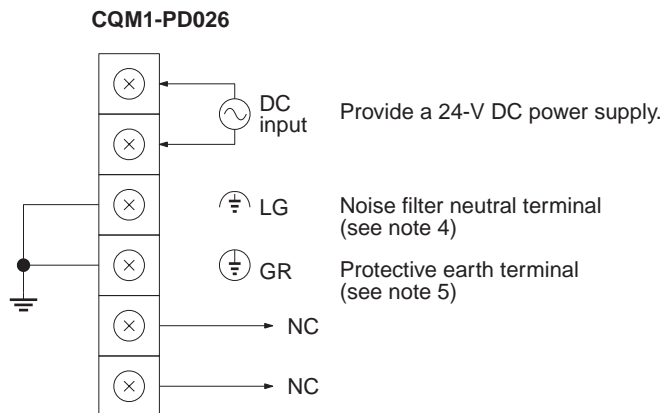 CQM1-PD026
DC
input
Provide a 24-V DC power supply.
LG
Noise filter neutral terminal
(see note 4)
GR
Protective earth terminal
(see note 5)
NC
NC